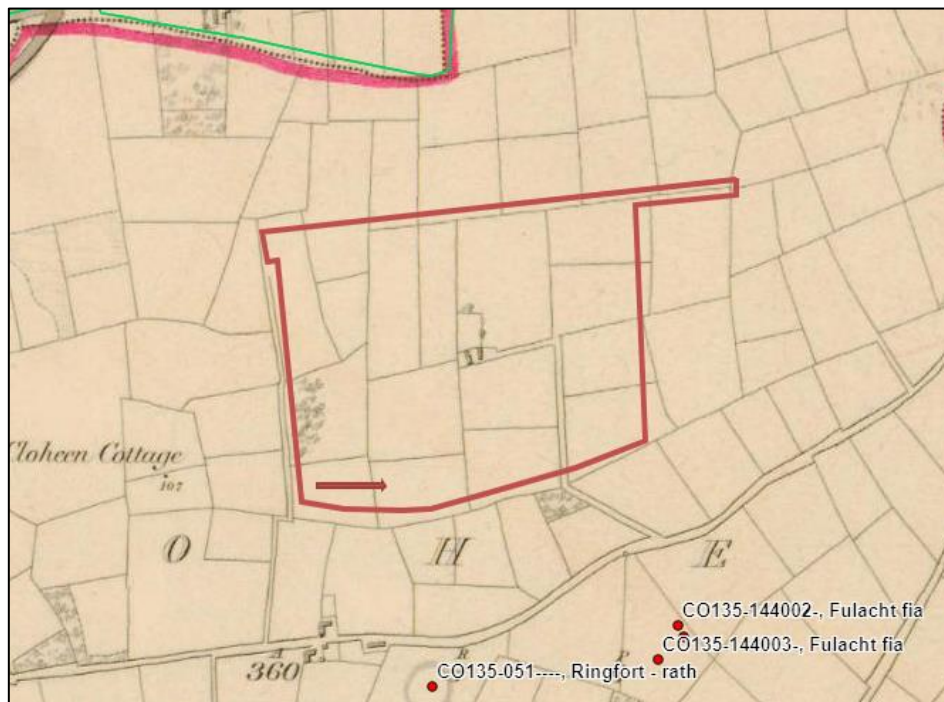 Cloheen Cottage
107
O H E
CO135-144002-, Fulacht fia
CO135-144003-, Fulacht fia
A R P
360
CO135-051----, Ringfort - rath